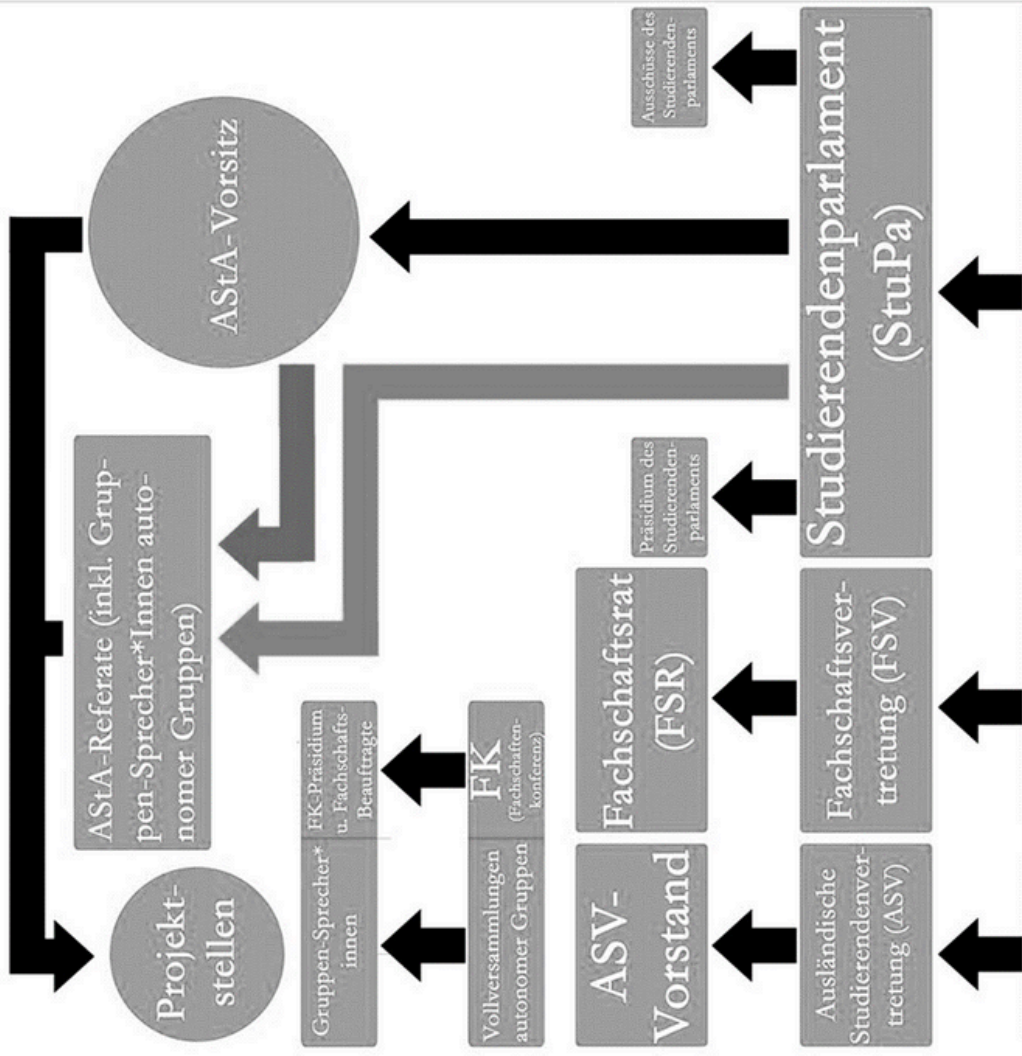 Projekt-
stellen
AStA-Referate (inkl. Grup-
pen-Sprecher*Innen auto-
nomer Gruppen)
AStA-Vorsitz
Gruppen-Sprecher*
innen
FK-Präsidium
u. Fachschafts-
Beauftragte
Vollversammlungen
autonomer Gruppen
FK
(Fachschaften-
konferenz)
ASV-
Vorstand
Fachschaftsrat
(FSR)
Präsidium des
Studierenden-
parlaments
Ausschüsse des
Studierenden-
parlaments
Ausländische
Studierendenver-
tretung (ASV)
Fachschaftsver-
tretung (FSV)
Studierendenparlament
(StuPa)